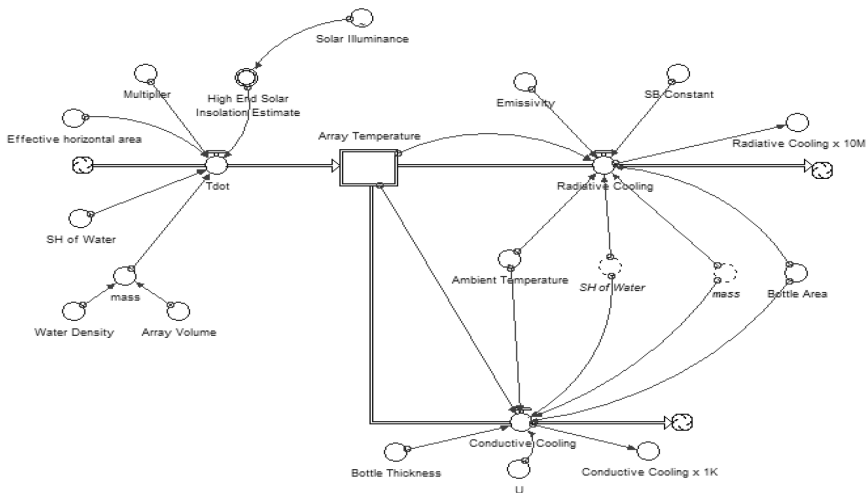 Solar Illuminance
Multiplier
High End Solar
Insolation Estimate
Emissivity
SB Constant
Effective horizontal area
Array Temperature
Radiative Cooling x 10M
Tdot
Radiative Cooling
SH of Water
Ambient Temperature
SH of Water
mass
Bottle Area
mass
Water Density
Array Volume
Conductive Cooling
Bottle Thickness
Conductive Cooling x 1K
U